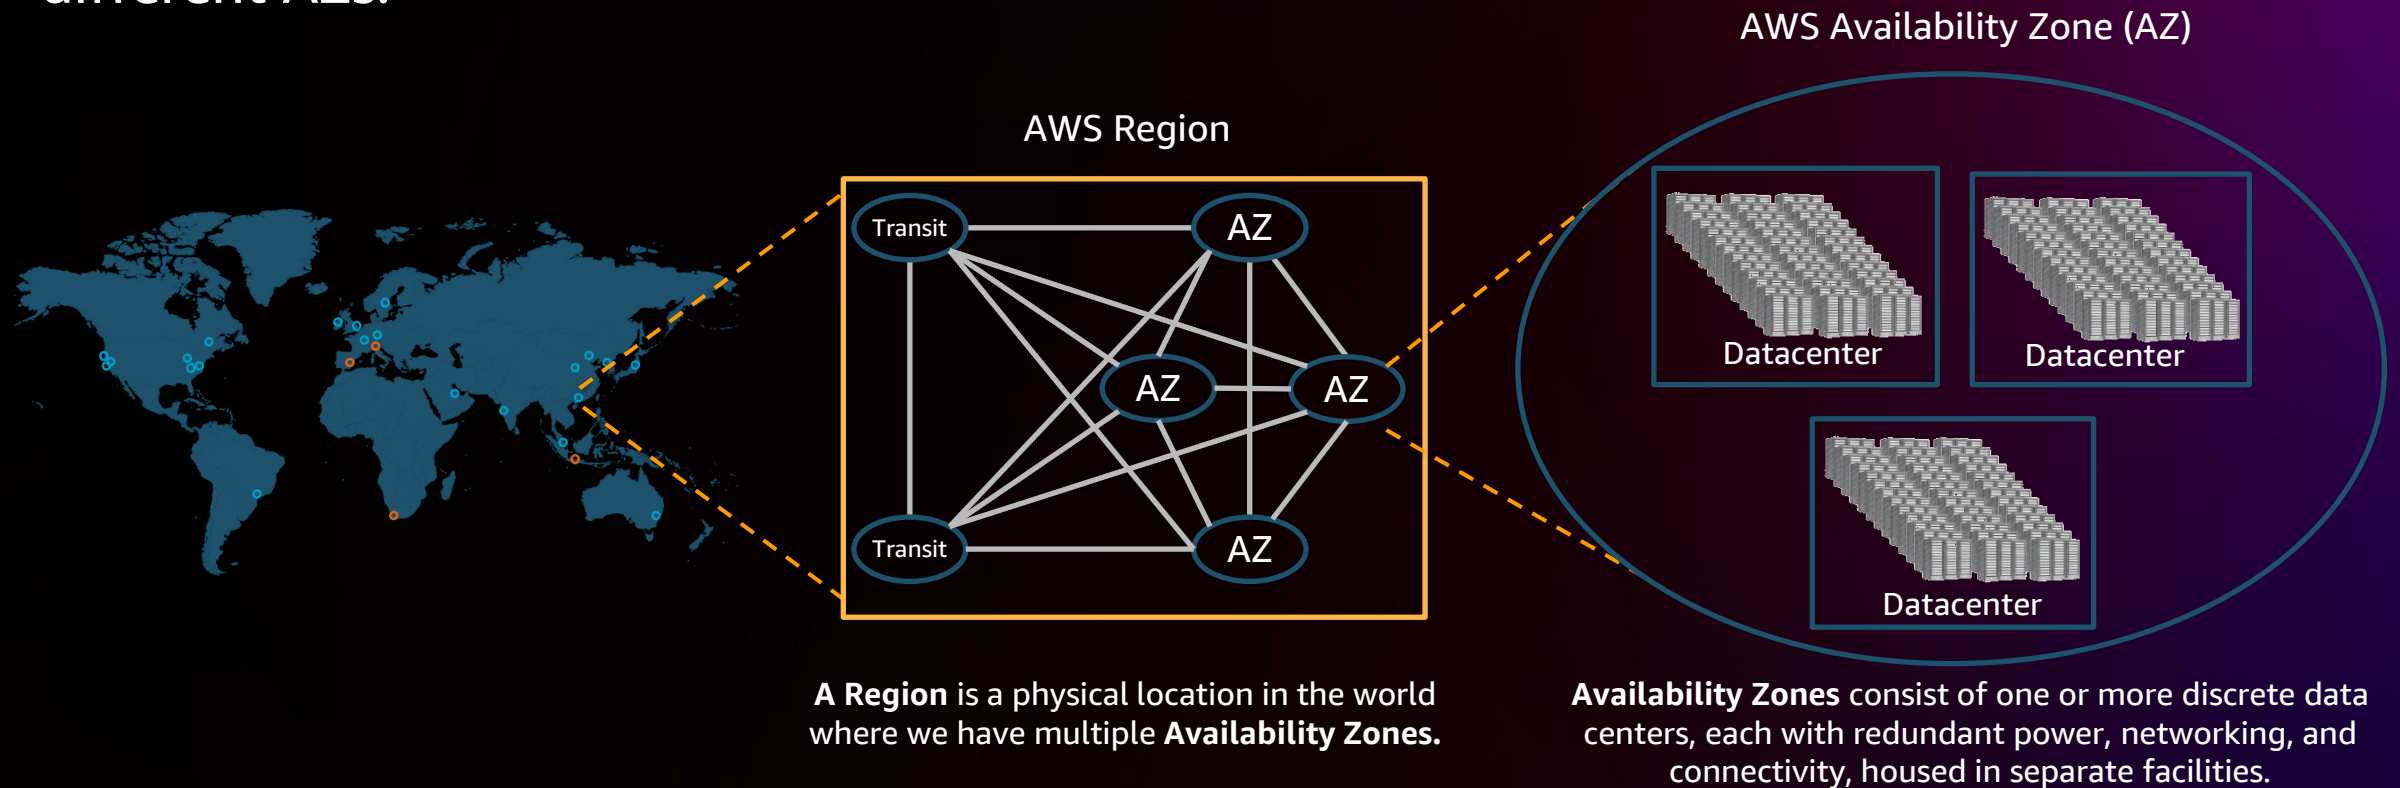 different AZs.
AWS Availability Zone (AZ)
AWS Region
Transit
AZ
AZ
AZ
Transit
AZ
Datacenter
Datacenter
Datacenter
A Region is a physical location in the world
where we have multiple Availability Zones.
Availability Zones consist of one or more discrete data
centers, each with redundant power, networking, and
connectivity, housed in separate facilities.